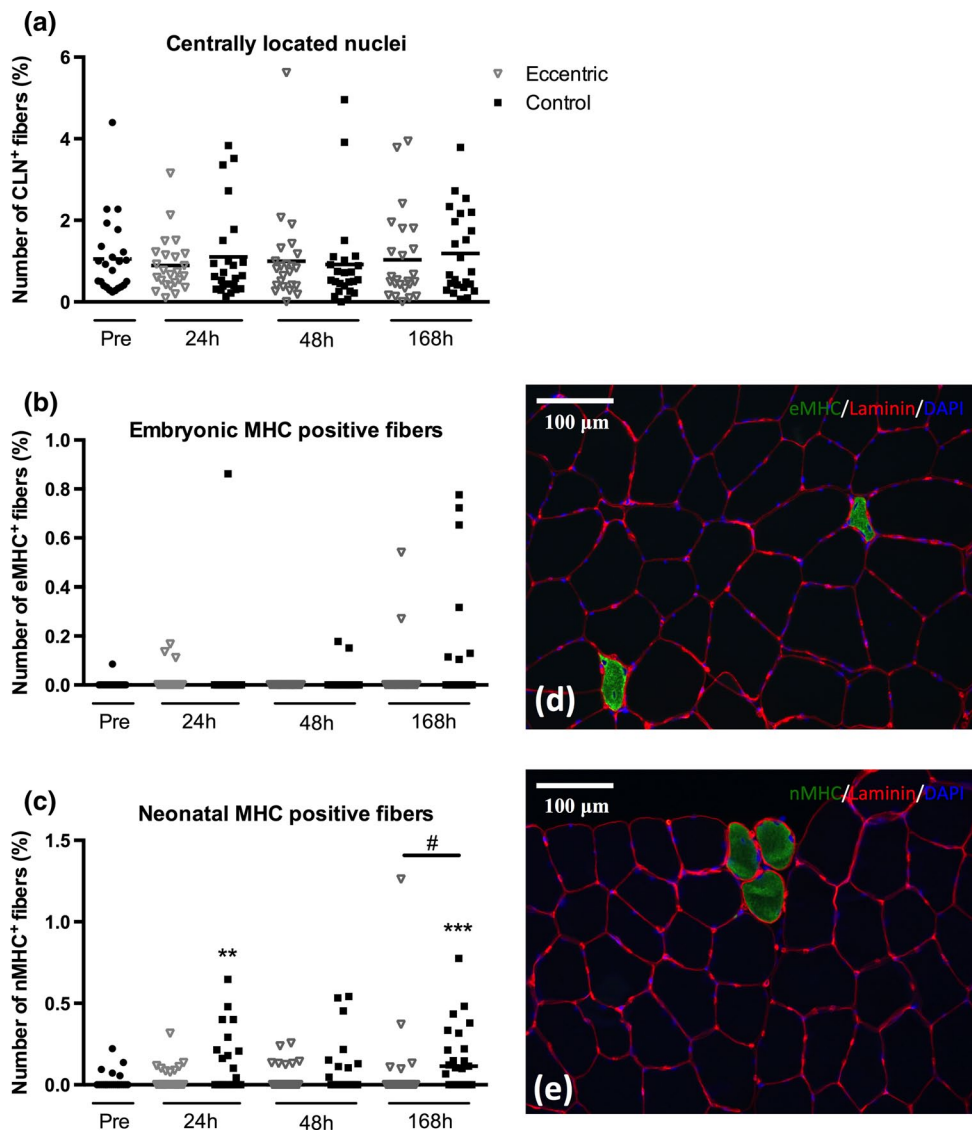 (a)
Centrally located nuclei
Number of CLN⁺ fibers (%)
6
4
2
0
Pre
24h
48h
168h
Eccentric
Control
(b)
Embryonic MHC positive fibers
Number of eMHC⁺ fibers (%)
1.0
0.8
0.6
0.4
0.2
0.0
Pre
24h
48h
168h
100 µm
eMHC/Laminin/DAPI
(d)
(c)
Neonatal MHC positive fibers
Number of nMHC⁺ fibers (%)
1.5
1.0
0.5
0.0
**
#
***
Pre
24h
48h
168h
100 µm
nMHC/Laminin/DAPI
(e)